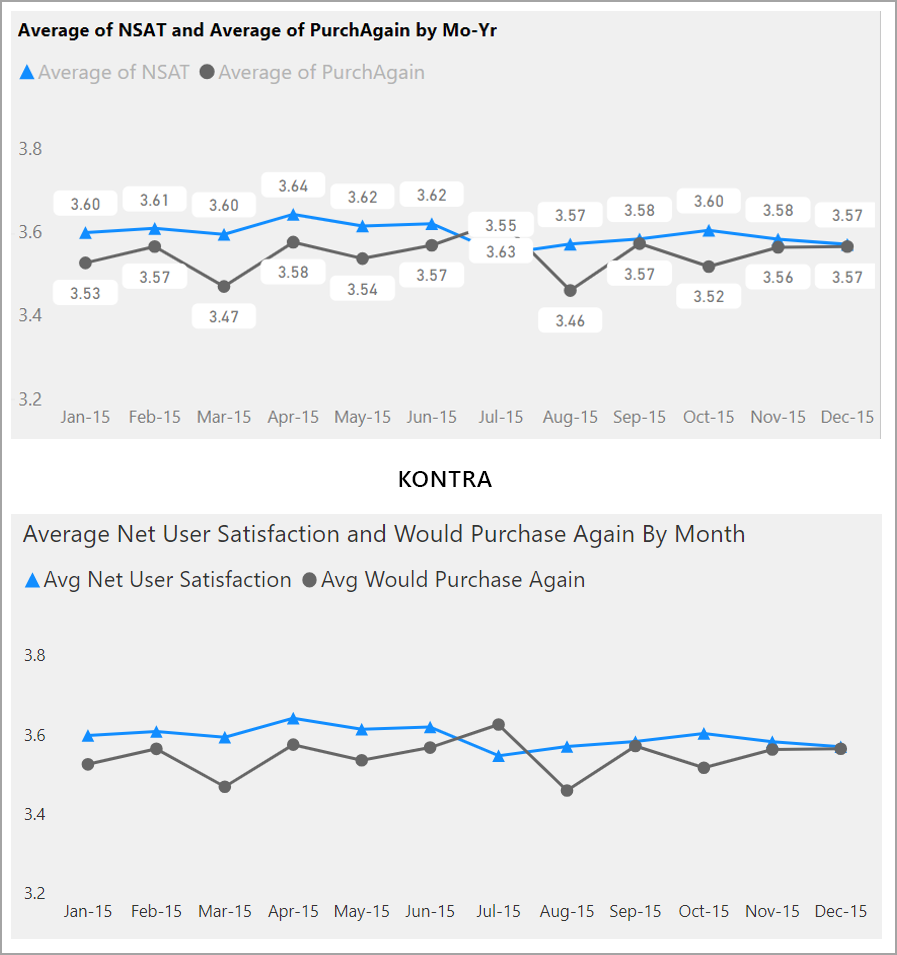 Average of NSAT and Average of PurchAgain by Mo-Yr
Average of NSAT Average of PurchAgain
3.8
3.60 3.61 3.60 3.64 3.62 3.62 3.55 3.57 3.58 3.60 3.58 3.57
3.6
3.53 3.57 3.47 3.58 3.54 3.57 3.63 3.46 3.57 3.52 3.56 3.57
3.4
3.2
Jan-15 Feb-15 Mar-15 Apr-15 May-15 Jun-15 Jul-15 Aug-15 Sep-15 Oct-15 Nov-15 Dec-15
KONTRA
Average Net User Satisfaction and Would Purchase Again By Month
Avg Net User Satisfaction Avg Would Purchase Again
3.8
3.6
3.4
3.2
Jan-15 Feb-15 Mar-15 Apr-15 May-15 Jun-15 Jul-15 Aug-15 Sep-15 Oct-15 Nov-15 Dec-15